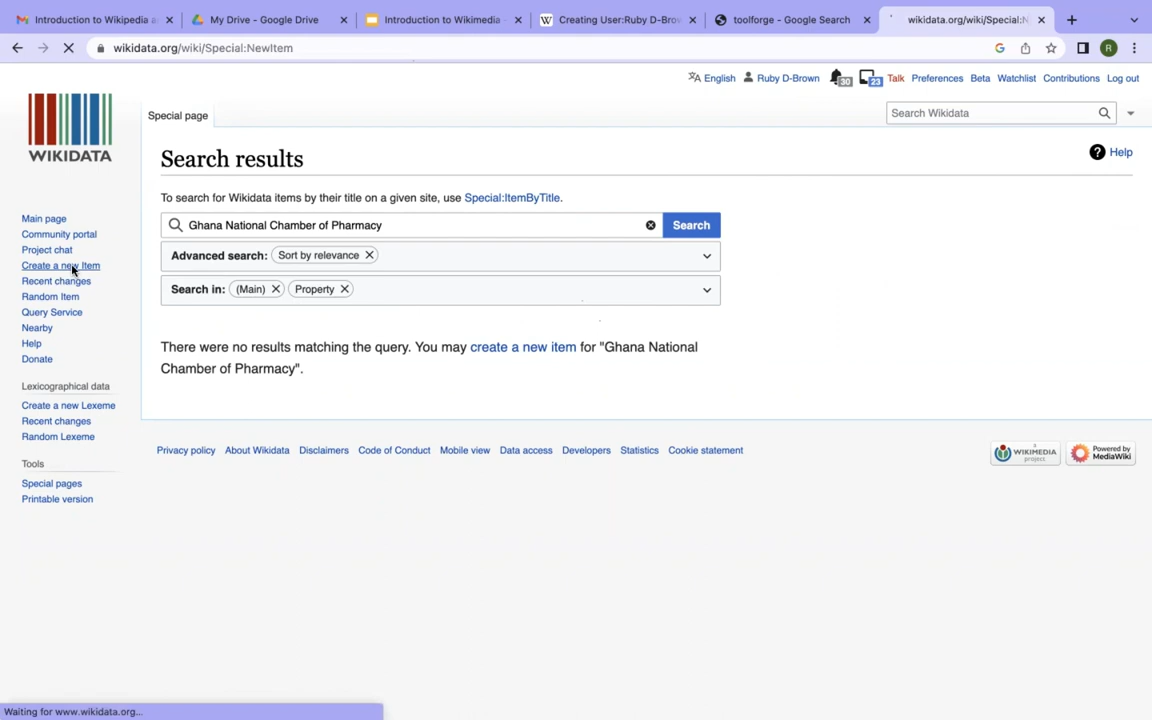 Introduction to Wikipedia a
My Drive - Google Drive
Introduction to Wikimedia
Creating User:Ruby D-Brow
toolforge - Google Search
wikidata.org/wiki/Special:N
wikidata.org/wiki/Special:NewItem
R
English
Ruby D-Brown
30
23
Talk
Preferences
Beta
Watchlist
Contributions
Log out
WIKIDATA
Special page
Search Wikidata
Search results
Help
To search for Wikidata items by their title on a given site, use Special:ItemByTitle.
Ghana National Chamber of Pharmacy
Search
Advanced search: Sort by relevance
Search in: (Main) Property
There were no results matching the query. You may create a new item for "Ghana National
Chamber of Pharmacy".
Main page
Community portal
Project chat
Create a new Item
Recent changes
Random Item
Query Service
Nearby
Help
Donate
Lexicographical data
Create a new Lexeme
Recent changes
Random Lexeme
Tools
Special pages
Printable version
Privacy policy
About Wikidata
Disclaimers
Code of Conduct
Mobile view
Data access
Developers
Statistics
Cookie statement
WIKIMEDIA
project
Powered by
MediaWiki
Waiting for www.wikidata.org...